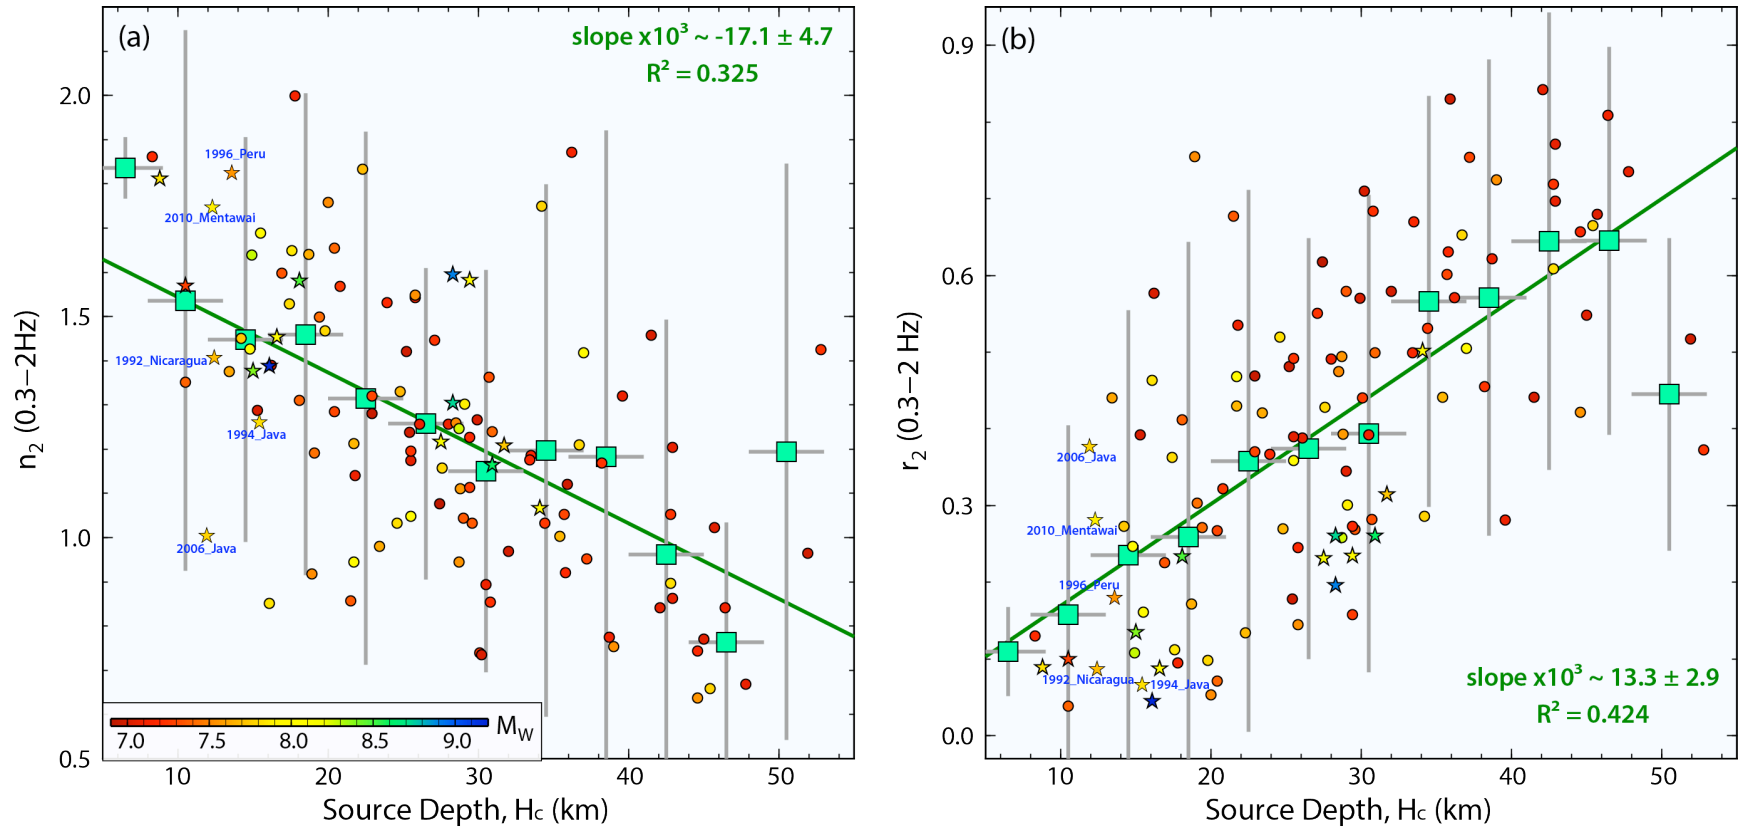 (a)
slope x10³ ~ -17.1 ± 4.7
R² = 0.325
2.0
1.5
1.0
0.5
n₂ (0.3–2Hz)
1996_Peru
2010_Mentawai
1992_Nicaragua
1994_Java
2006_Java
7.0 7.5 8.0 8.5 9.0 M_W
10 20 30 40 50
Source Depth, Hc (km)
(b)
0.9
0.6
0.3
0.0
r₂ (0.3–2 Hz)
2006_Java
2010_Mentawai
1996_Peru
1992_Nicaragua
1994_Java
slope x10³ ~ 13.3 ± 2.9
R² = 0.424
10 20 30 40 50
Source Depth, Hc (km)